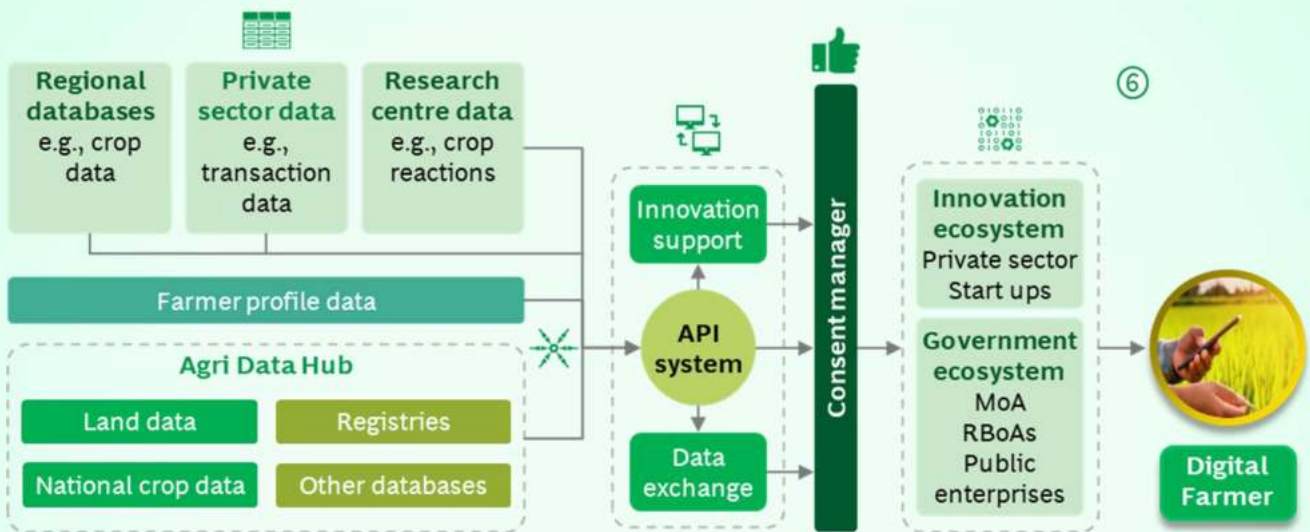 Regional
databases
e.g., crop
data
Private
sector data
e.g.,
transaction
data
Research
centre data
e.g., crop
reactions
Farmer profile data
Agri Data Hub
Land data
Registries
National crop data
Other databases
Innovation
support
API
system
Data
exchange
Consent manager
⑥
Innovation
ecosystem
Private sector
Start ups
Government
ecosystem
MoA
RBoAs
Public
enterprises
Digital
Farmer